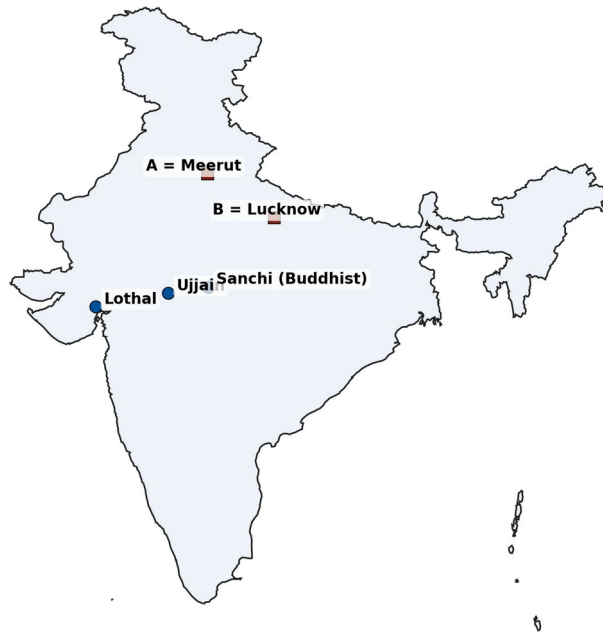 A = Meerut
B = Lucknow
Sanchi (Buddhist)
Ujjain
Lothal